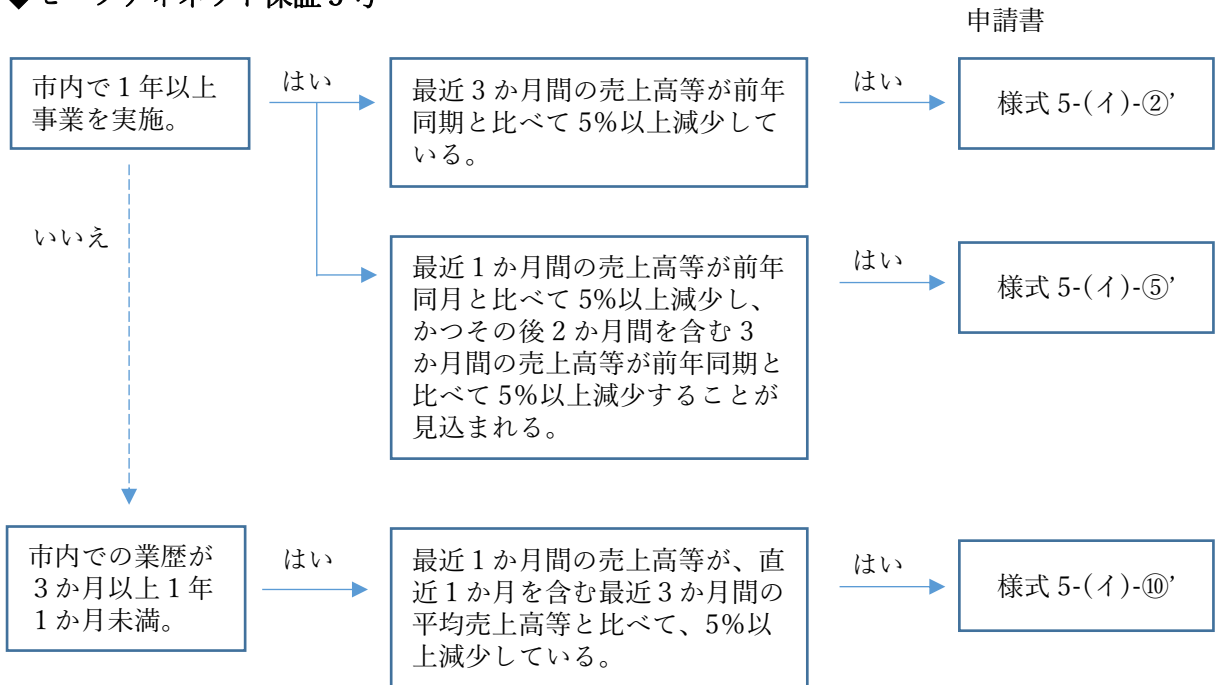 申請書
市内で１年以上
事業を実施。
はい
最近３か月間の売上高等が前年
同期と比べて 5%以上減少して
いる。
はい
様式 5-(イ)-②’
いいえ
最近１か月間の売上高等が前年
同月と比べて 5%以上減少し、
かつその後２か月間を含む３
か月間の売上高等が前年同期と
比べて 5%以上減少することが
見込まれる。
はい
様式 5-(イ)-⑤’
市内での業歴が
３か月以上１年
１か月未満。
はい
最近１か月間の売上高等が、直
近１か月を含む最近３か月間の
平均売上高等と比べて、5%以
上減少している。
はい
様式 5-(イ)-⑩’